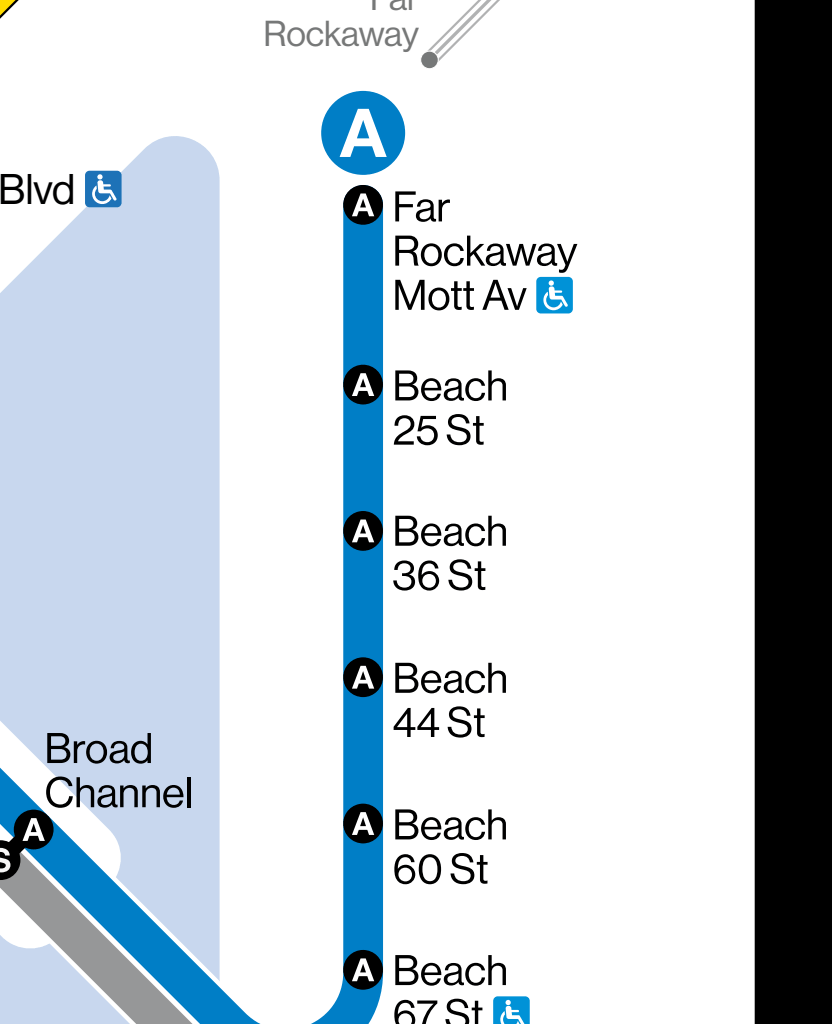 Far
Rockaway
A
Blvd
A Far
Rockaway
Mott Av
A Beach
25 St
A Beach
36 St
A Beach
44 St
Broad
Channel
A Beach
60 St
A
S
A Beach
67 St